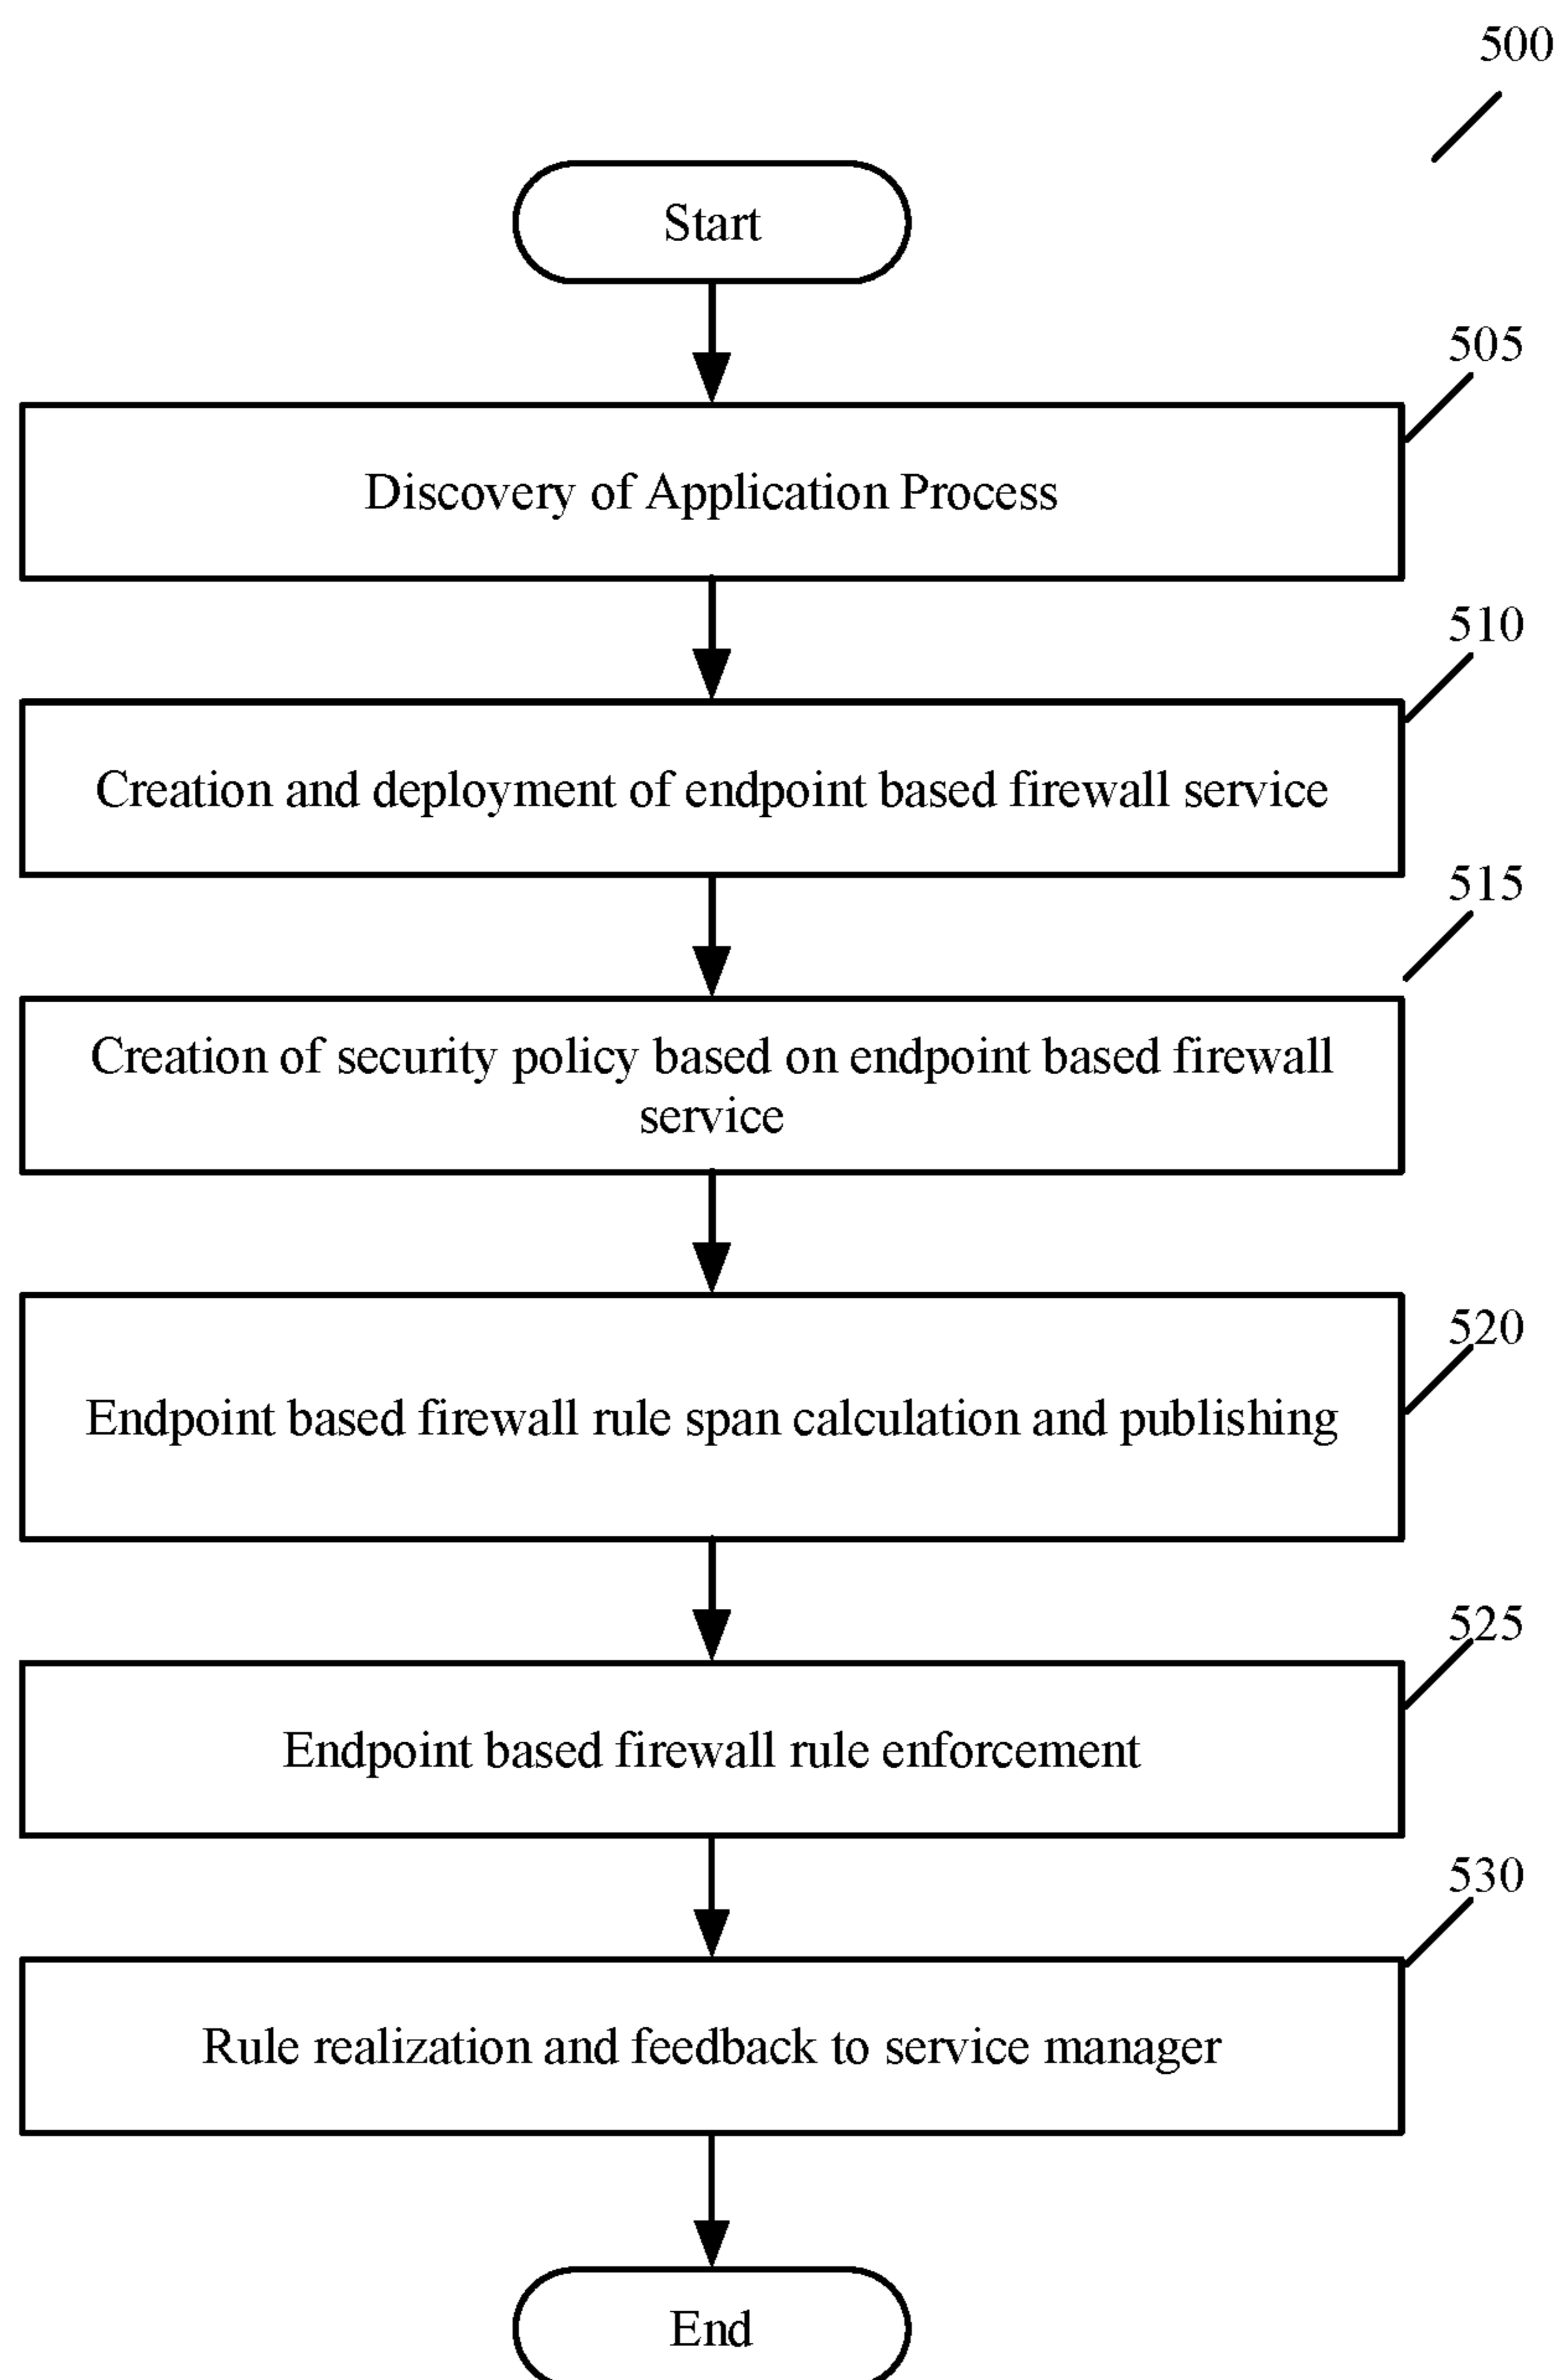 500
Start
505
Discovery of Application Process
510
Creation and deployment of endpoint based firewall service
515
Creation of security policy based on endpoint based firewall
service
520
Endpoint based firewall rule span calculation and publishing
525
Endpoint based firewall rule enforcement
530
Rule realization and feedback to service manager
End